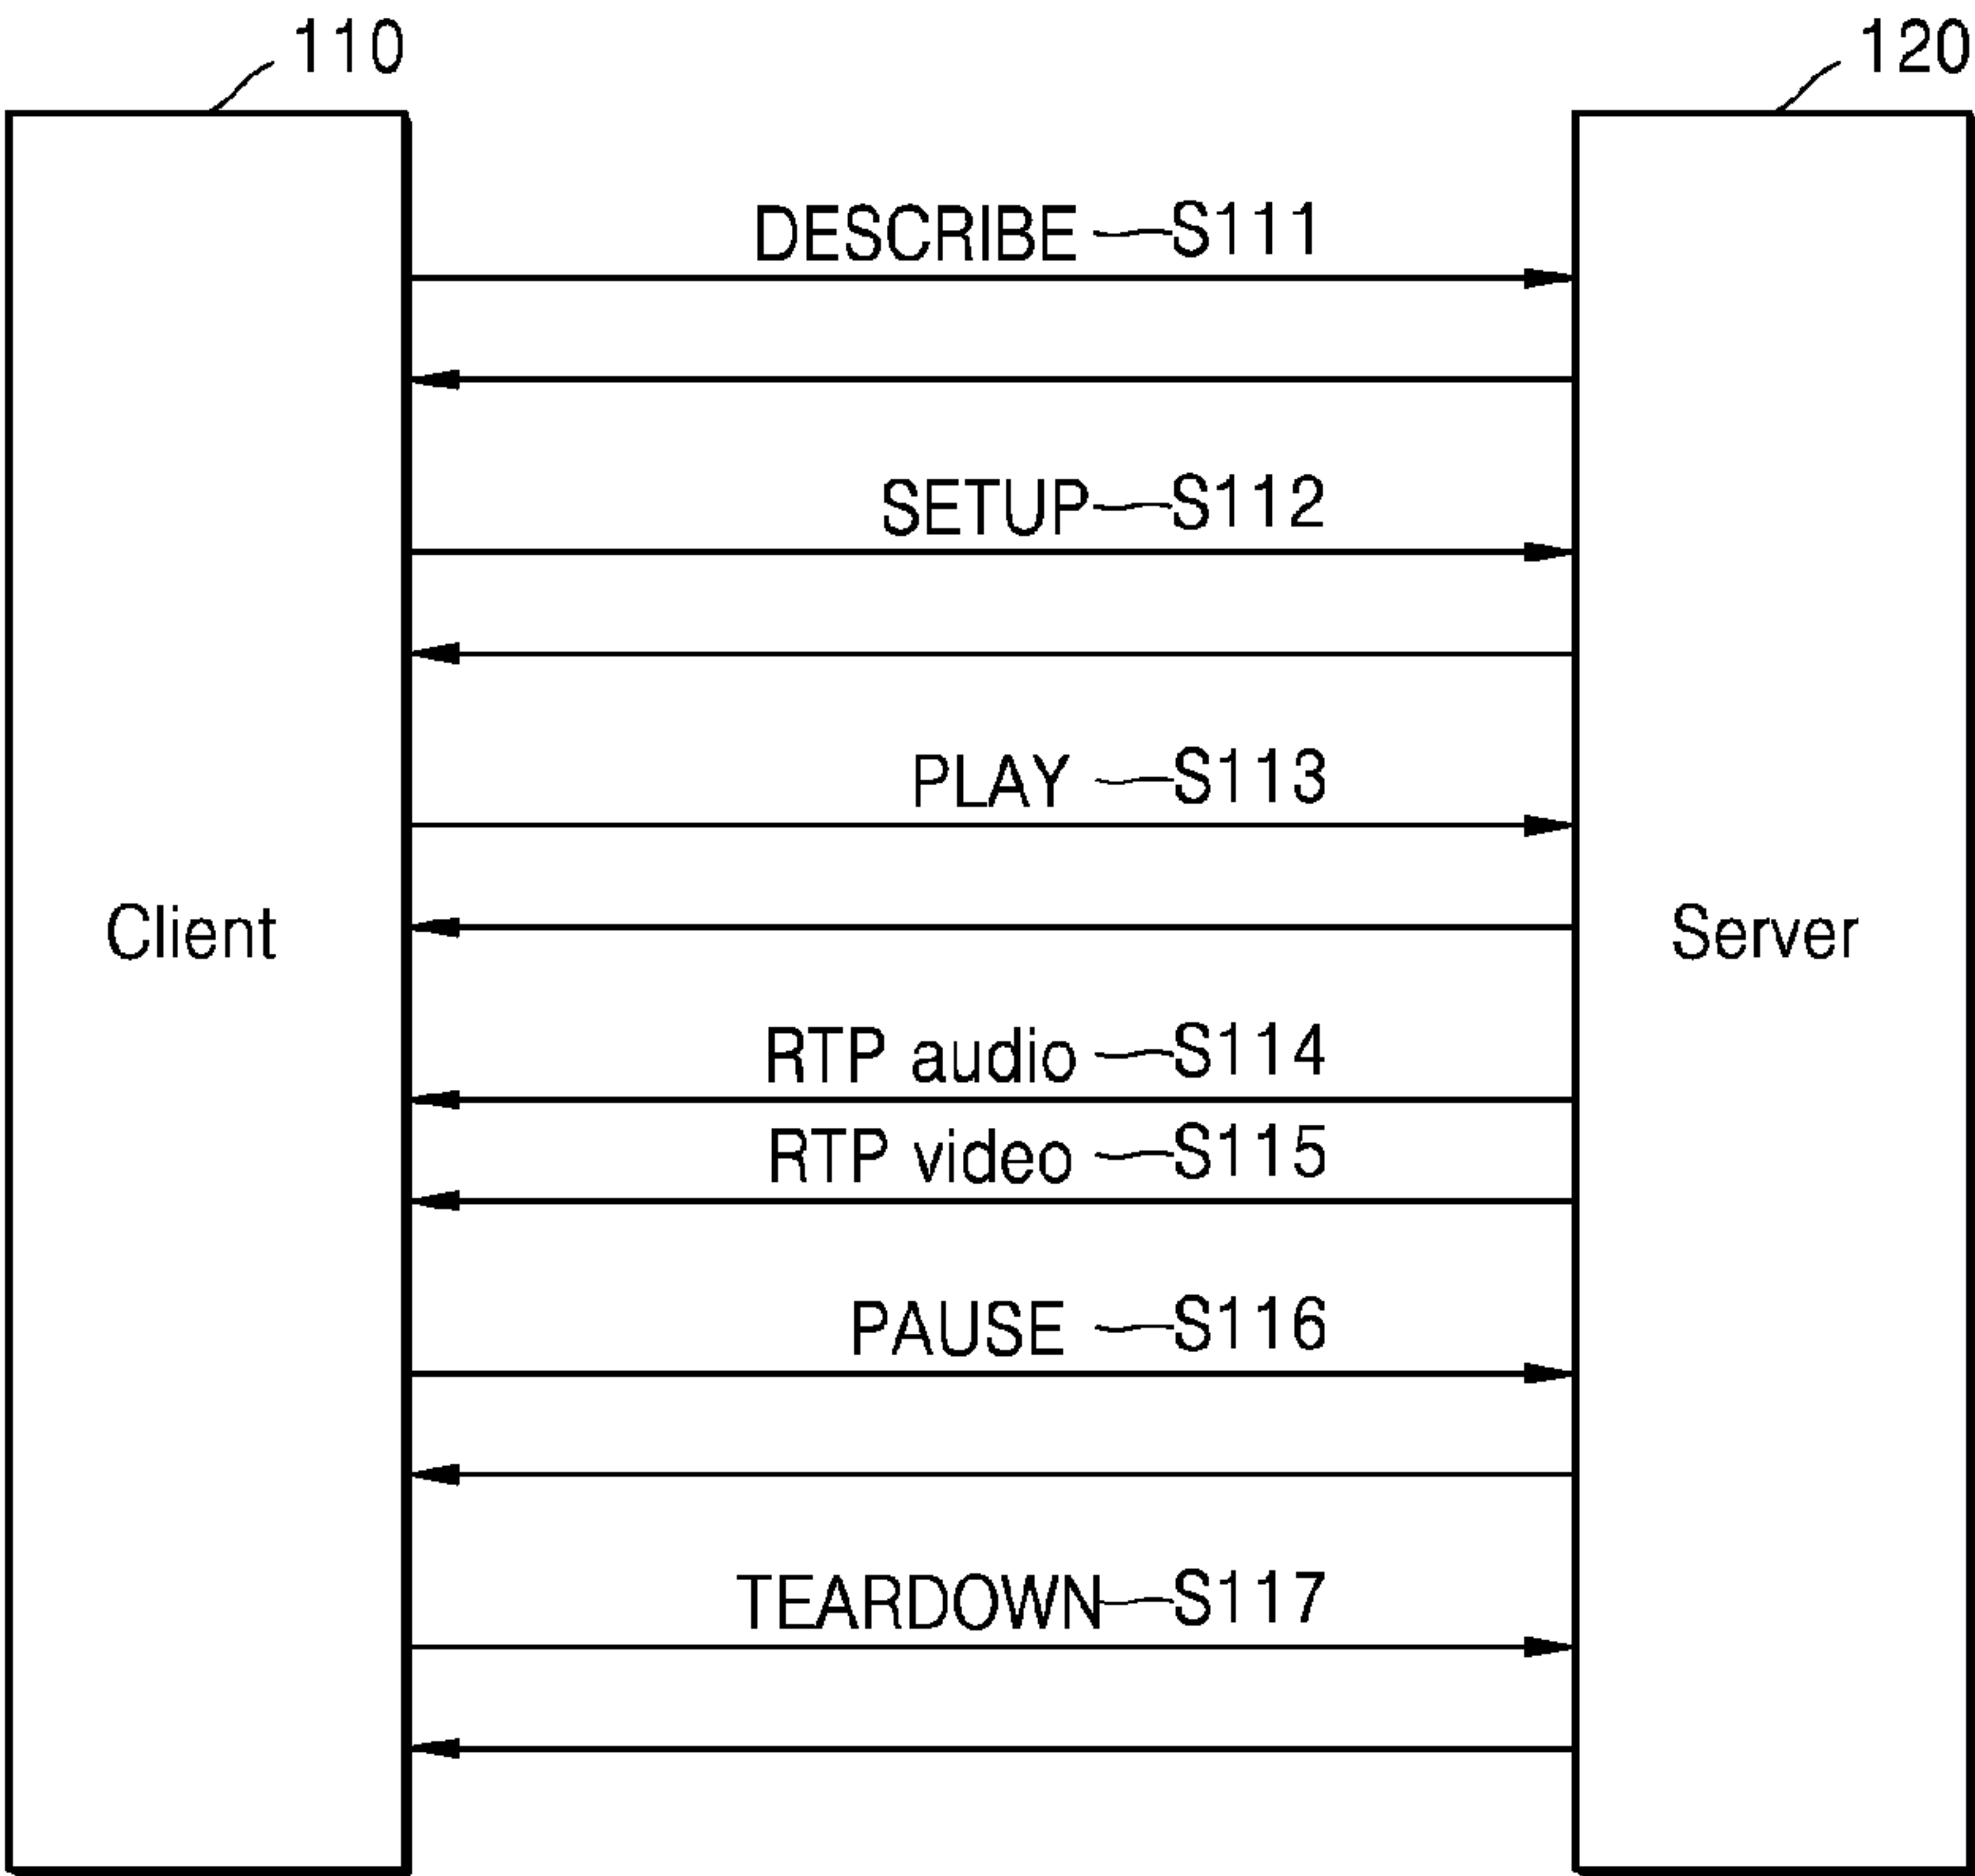 110
120
DESCRIBE S111
SETUP S112
PLAY S113
Client
Server
RTP audio S114
RTP video S115
PAUSE S116
TEARDOWN S117